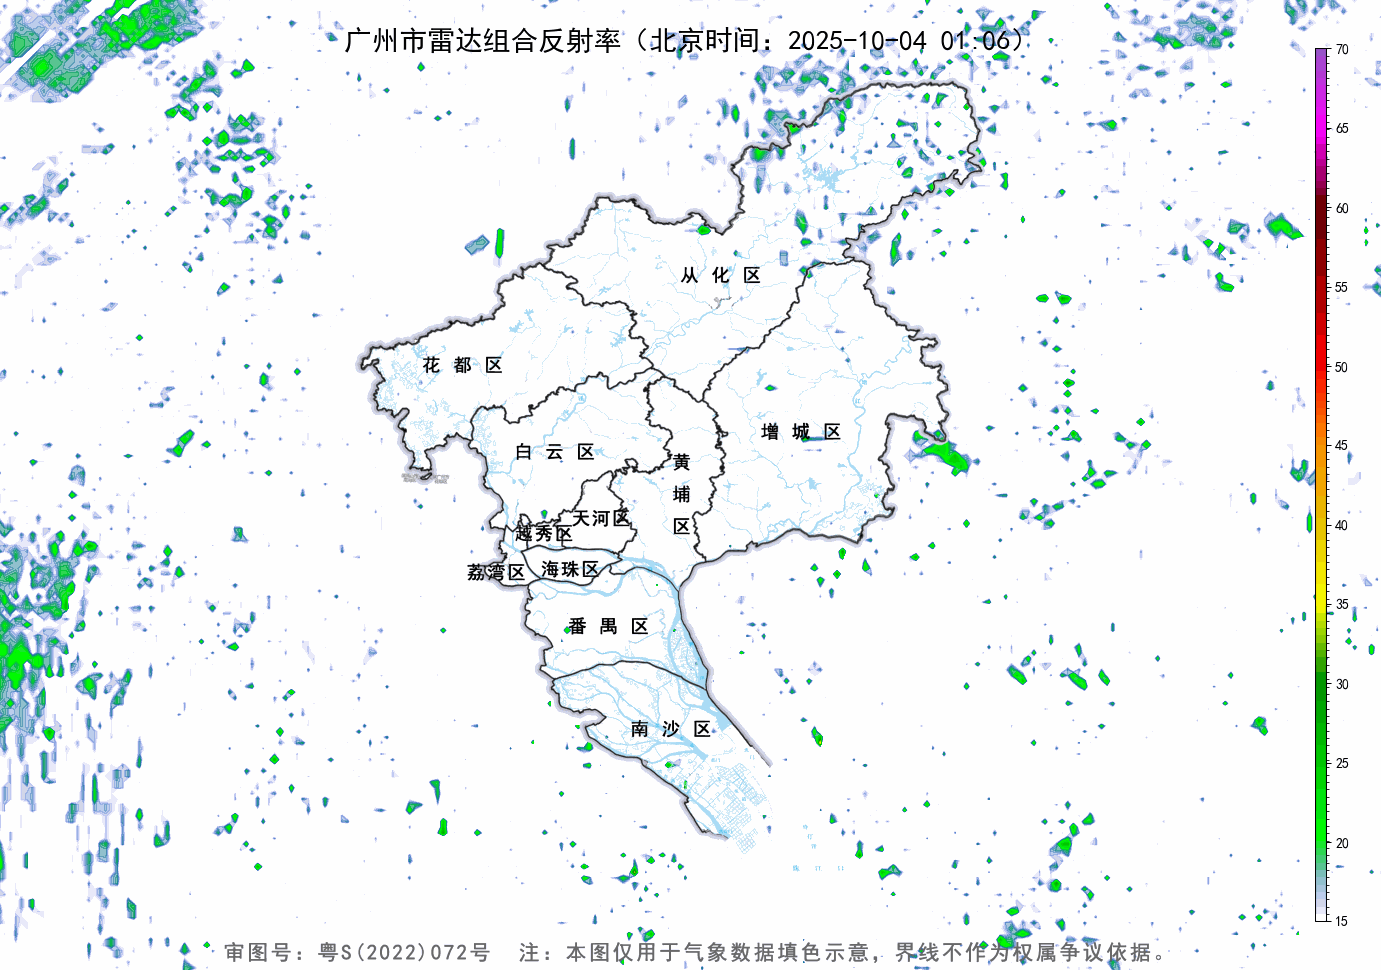 广州市雷达组合反射率（北京时间：2025-10-04 01:06）
70
65
60
55
50
45
40
35
30
25
20
15
从化区
花都区
增城区
白云区
黄埔区
天河区
越秀区
荔湾区
海珠区
番禺区
南沙区
审图号：粤S(2022)072号 注：本图仅用于气象数据填色示意，界线不作为权属争议依据。